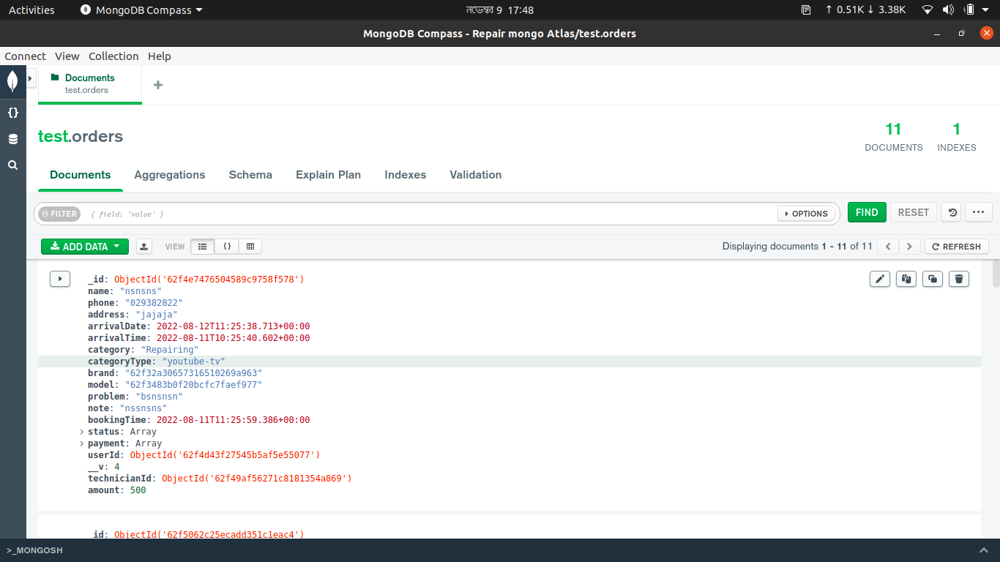 Activities MongoDB Compass নভেম্বর 9 17:48 ↑ 0.51K ↓ 3.38K
MongoDB Compass - Repair mongo Atlas/test.orders
Connect View Collection Help
Documents
test.orders
test.orders
11 1
DOCUMENTS INDEXES
Documents Aggregations Schema Explain Plan Indexes Validation
FILTER { field: 'value' } OPTIONS FIND RESET ...
ADD DATA VIEW {} Displaying documents 1 - 11 of 11 REFRESH
_id: ObjectId('62f4e7476504589c9758f578')
name: "nsnsns"
phone: "029382822"
address: "jajaja"
arrivalDate: 2022-08-12T11:25:38.713+00:00
arrivalTime: 2022-08-11T10:25:40.602+00:00
category: "Repairing"
categoryType: "youtube-tv"
brand: "62f32a30657316510269a963"
model: "62f3483b0f20bcfc7faef977"
problem: "bsnsnsn"
note: "nssnsns"
bookingTime: 2022-08-11T11:25:59.386+00:00
status: Array
payment: Array
userId: ObjectId('62f4d43f27545b5af5e55077')
__v: 4
technicianId: ObjectId('62f49af56271c8181354a869')
amount: 500
_id: ObjectId('62f5062c25ecadd351c1eac4')
>_MONGOSH